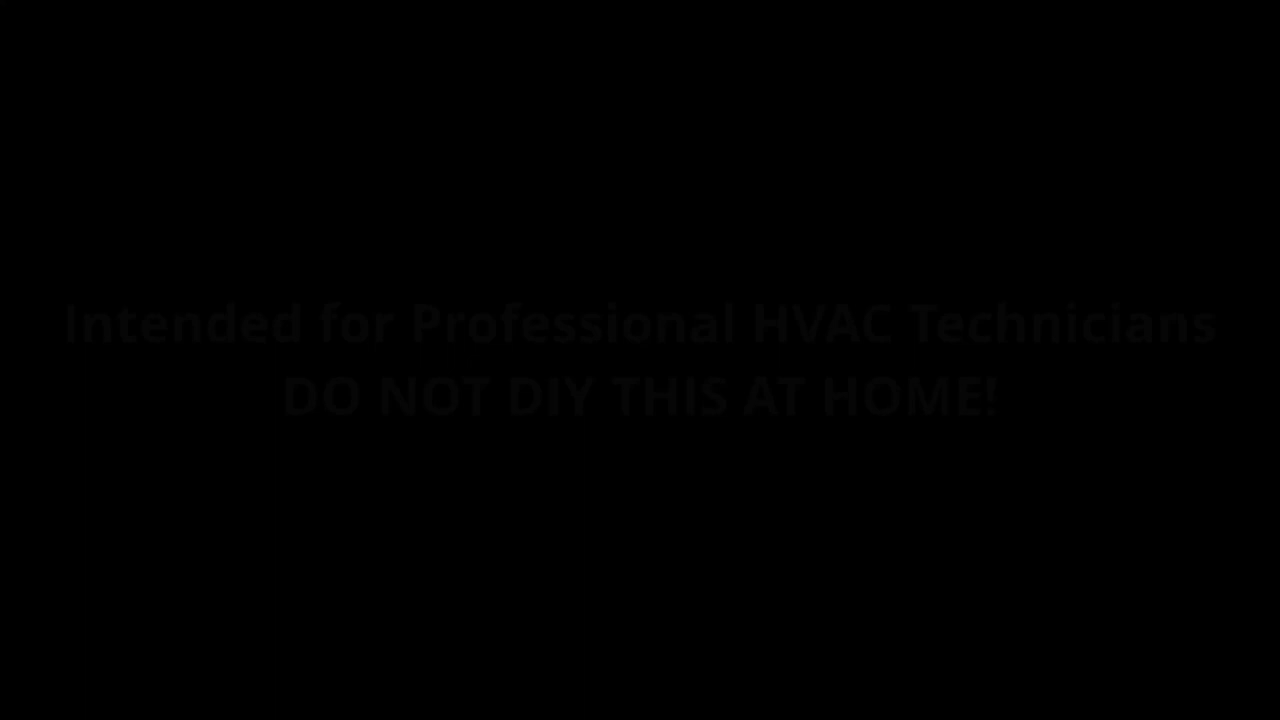 Intended for Professional HVAC Technicians
DO NOT DIY THIS AT HOME!